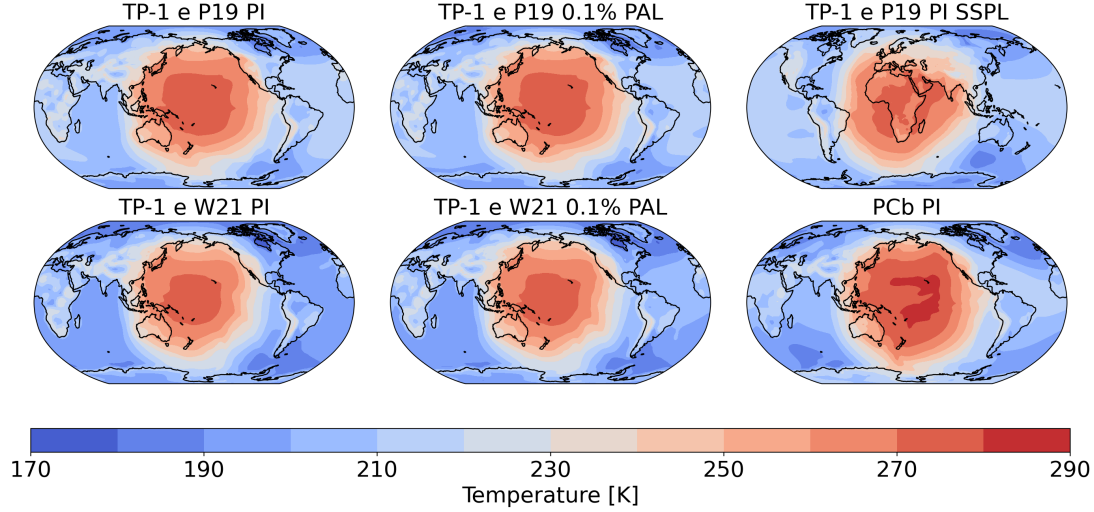 TP-1 e P19 PI
TP-1 e P19 0.1% PAL
TP-1 e P19 PI SSPL
TP-1 e W21 PI
TP-1 e W21 0.1% PAL
PCb PI
170 190 210 230 250 270 290
Temperature [K]